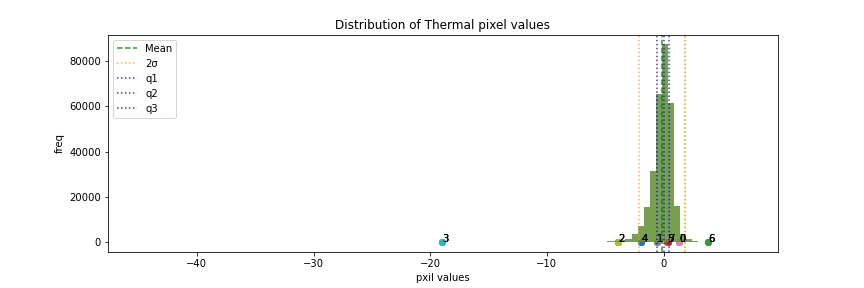 Distribution of Thermal pixel values
Mean
2σ
q1
q2
q3
freq
80000
60000
40000
20000
0
3
2
4
1
7
0
6
−40
−30
−20
−10
0
pxil values